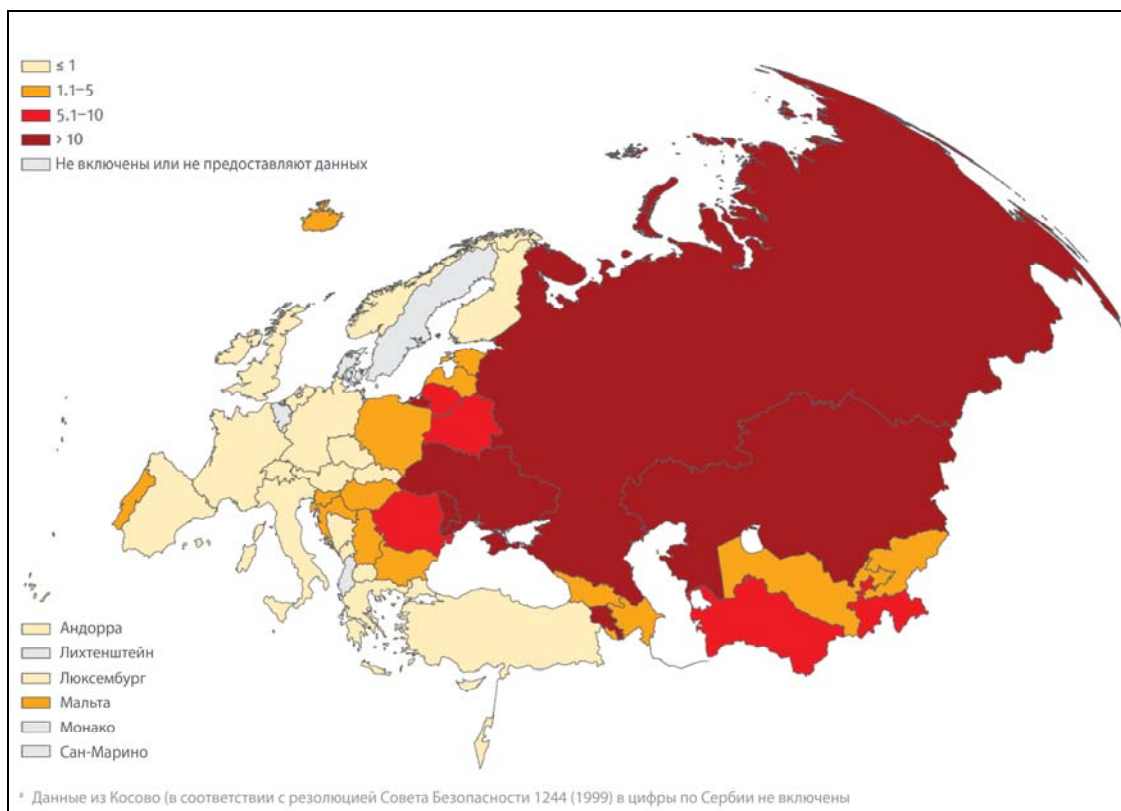 ≤ 1
1.1–5
5.1–10
> 10
Не включены или не предоставляют данных
Андорра
Лихтенштейн
Люксембург
Мальта
Монако
Сан-Марино
ª Данные из Косово (в соответствии с резолюцией Совета Безопасности 1244 (1999) в цифры по Сербии не включены